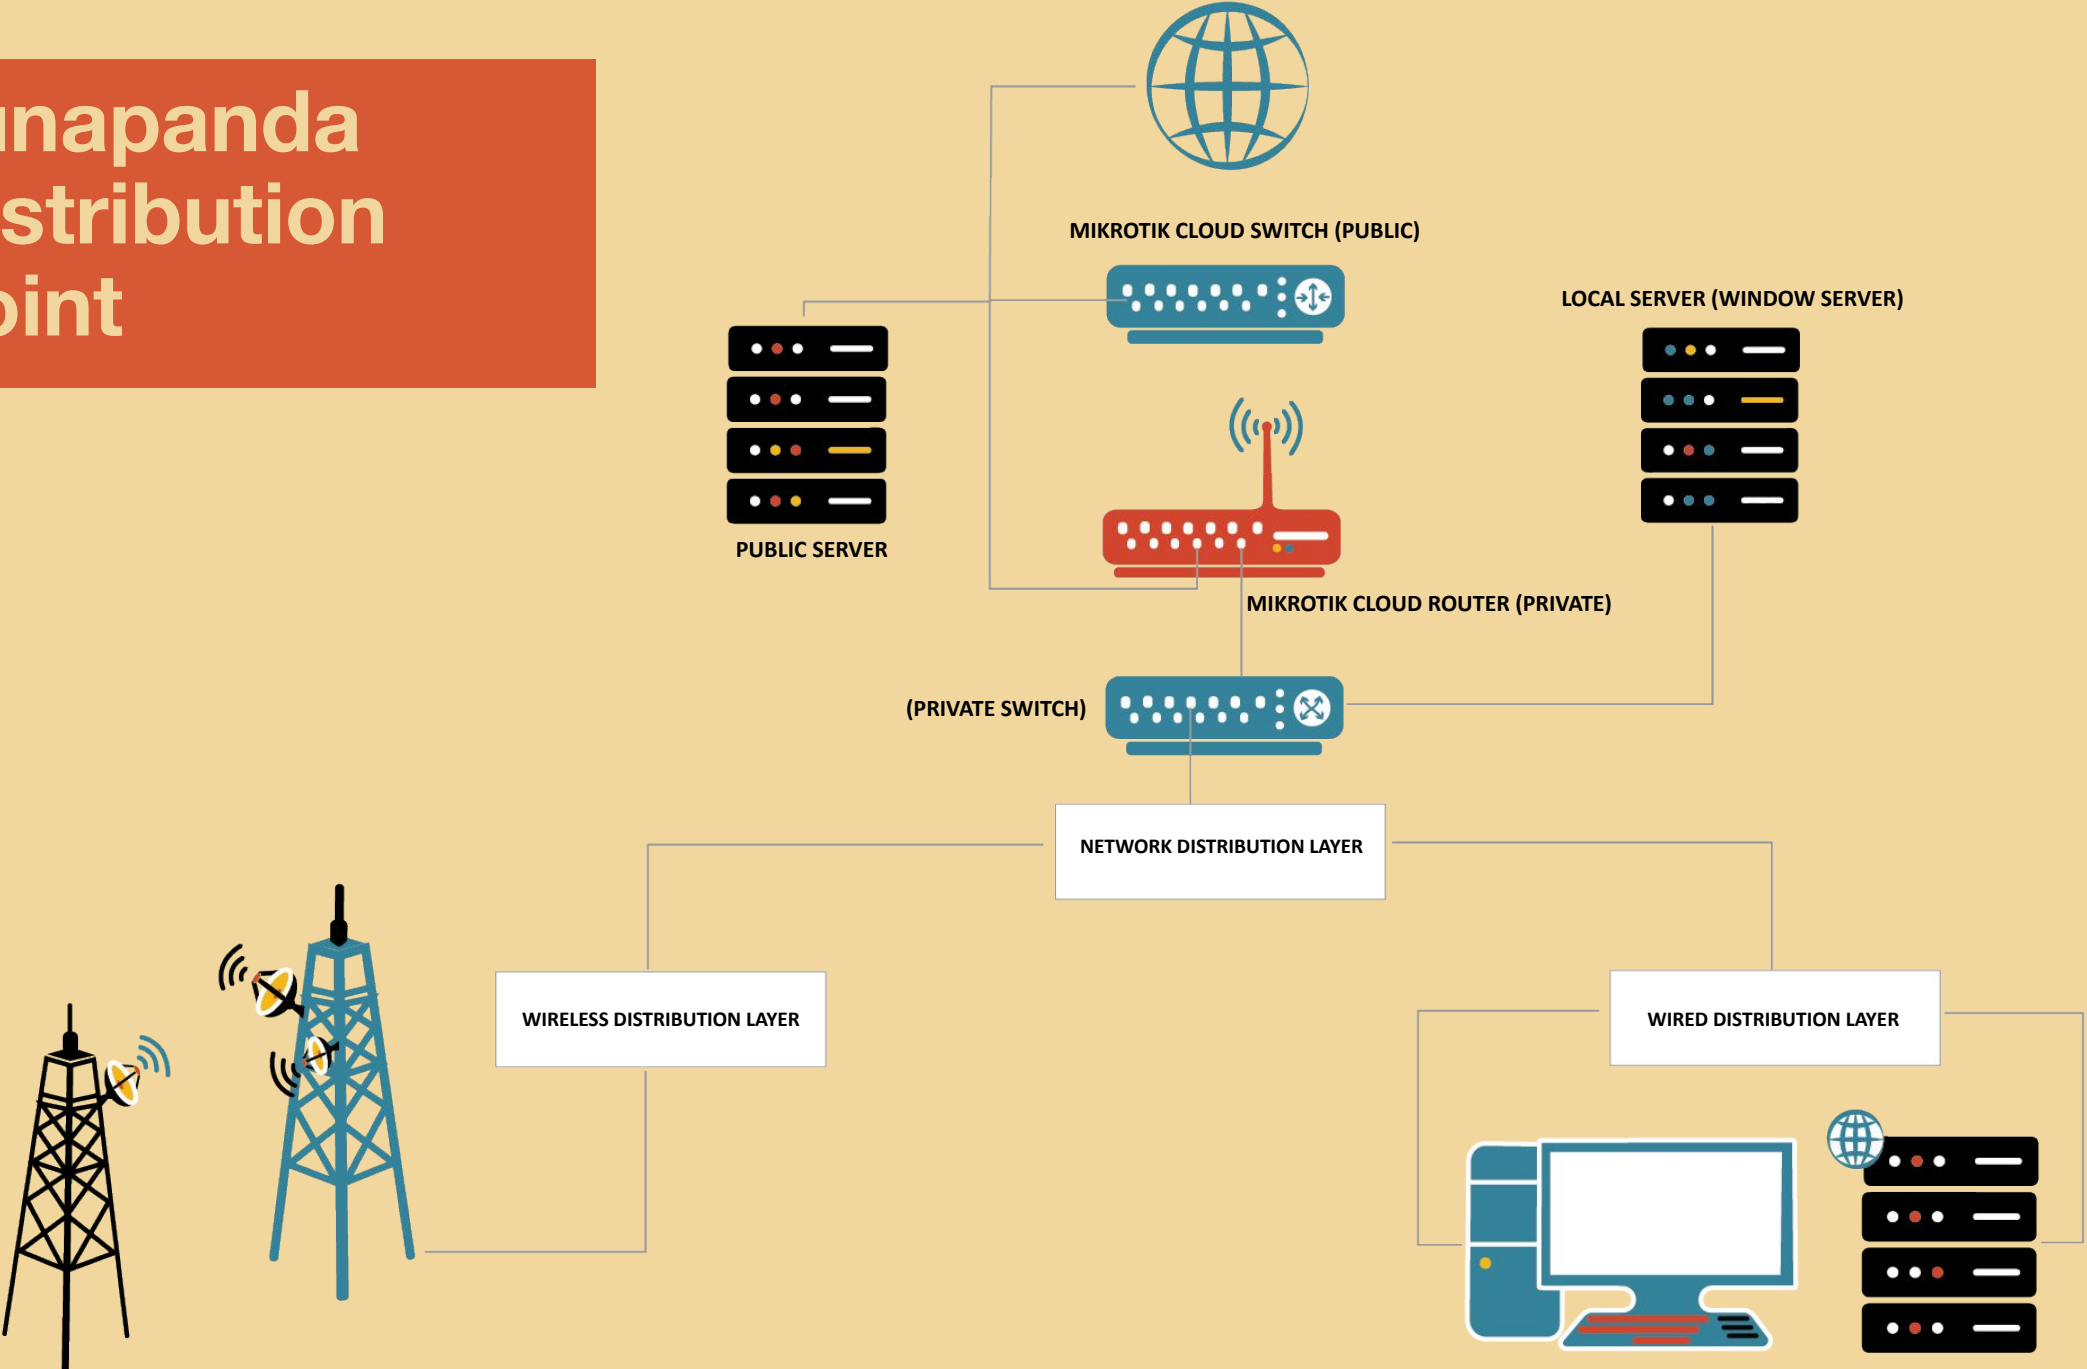 unapanda
stribution
oint
MIKROTIK CLOUD SWITCH (PUBLIC)
LOCAL SERVER (WINDOW SERVER)
PUBLIC SERVER
MIKROTIK CLOUD ROUTER (PRIVATE)
(PRIVATE SWITCH)
NETWORK DISTRIBUTION LAYER
WIRELESS DISTRIBUTION LAYER
WIRED DISTRIBUTION LAYER